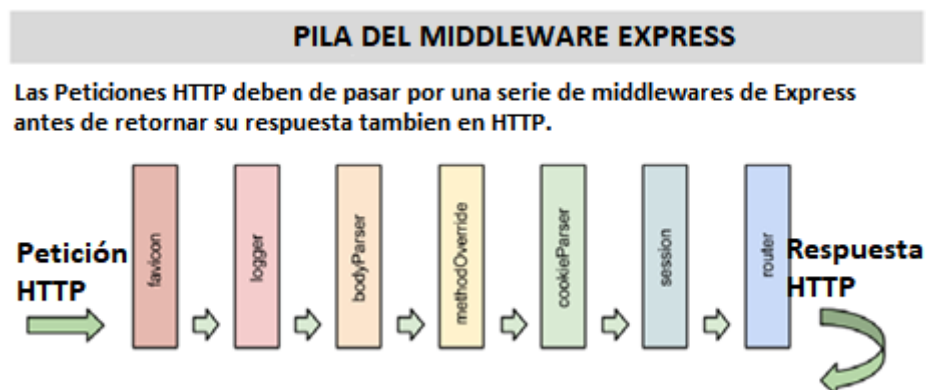 PILA DEL MIDDLEWARE EXPRESS
Las Peticiones HTTP deben de pasar por una serie de middlewares de Express
antes de retornar su respuesta tambien en HTTP.
Petición
HTTP
favicon
logger
bodyParser
methodOverride
cookieParser
session
router
Respuesta
HTTP